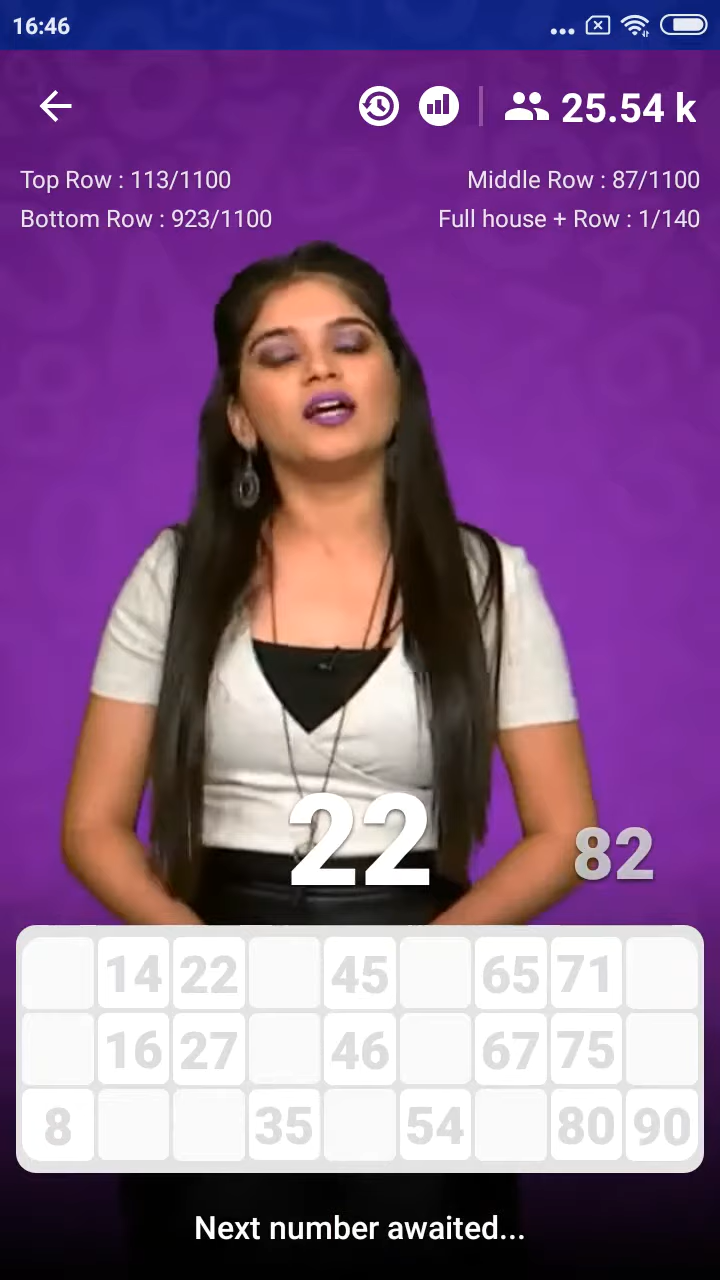 16:46
25.54 k
Top Row : 113/1100 Middle Row : 87/1100
Bottom Row : 923/1100 Full house + Row : 1/140
22 82
14 22 45 65 71
16 27 46 67 75
8 35 54 80 90
Next number awaited...